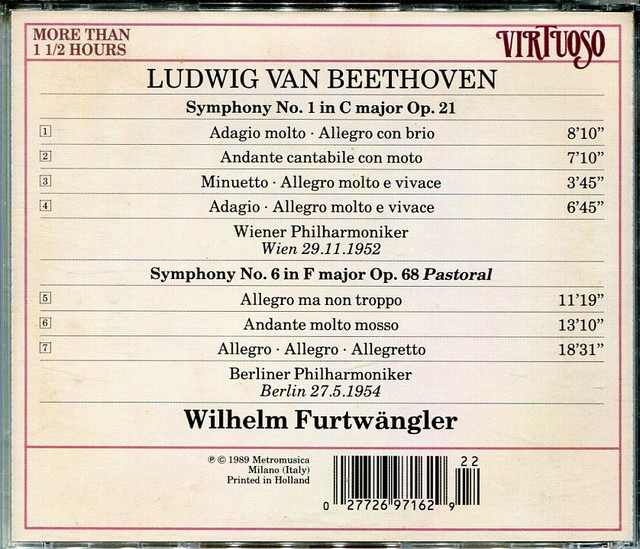 MORE THAN
1 1/2 HOURS
VIRTUOSO
LUDWIG VAN BEETHOVEN
Symphony No. 1 in C major Op. 21
1 Adagio molto · Allegro con brio 8'10"
2 Andante cantabile con moto 7'10"
3 Minuetto · Allegro molto e vivace 3'45"
4 Adagio · Allegro molto e vivace 6'45"
Wiener Philharmoniker
Wien 29.11.1952
Symphony No. 6 in F major Op. 68 Pastoral
5 Allegro ma non troppo 11'19"
6 Andante molto mosso 13'10"
7 Allegro · Allegro · Allegretto 18'31"
Berliner Philharmoniker
Berlin 27.5.1954
Wilhelm Furtwängler
℗ © 1989 Metromusica
Milano (Italy)
Printed in Holland
22
0 27726 97162 9